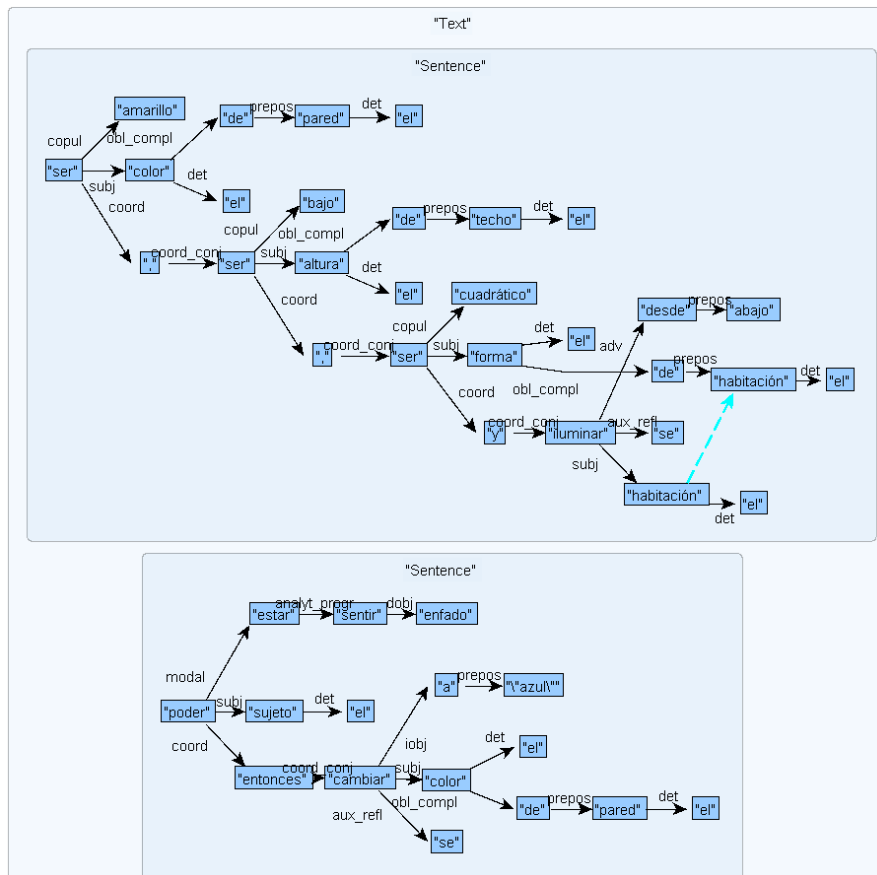 "Text"
"Sentence"
"amarillo"
copul
obl_compl
"de" prepos "pared" det "el"
"ser" subj "color"
det
"el"
coord
copul
"bajo"
obl_compl
"de" prepos "techo" det "el"
"," coord_conj "ser" subj "altura"
det
"el"
coord
copul
"cuadrático"
"," coord_conj "ser" subj "forma"
det
"el"
adv
"desde" prepos "abajo"
obl_compl
"de" prepos "habitación" det "el"
coord
"y" coord_conj "iluminar" aux_refl "se"
subj
"habitación"
det
"el"
"Sentence"
"estar" analyt_progr "sentir" dobj "enfado"
modal
"poder" subj "sujeto" det "el"
coord
"a" prepos "\"azul\""
iobj
"entonces" coord_conj "cambiar" subj "color"
det
"el"
obl_compl
"de" prepos "pared" det "el"
aux_refl
"se"